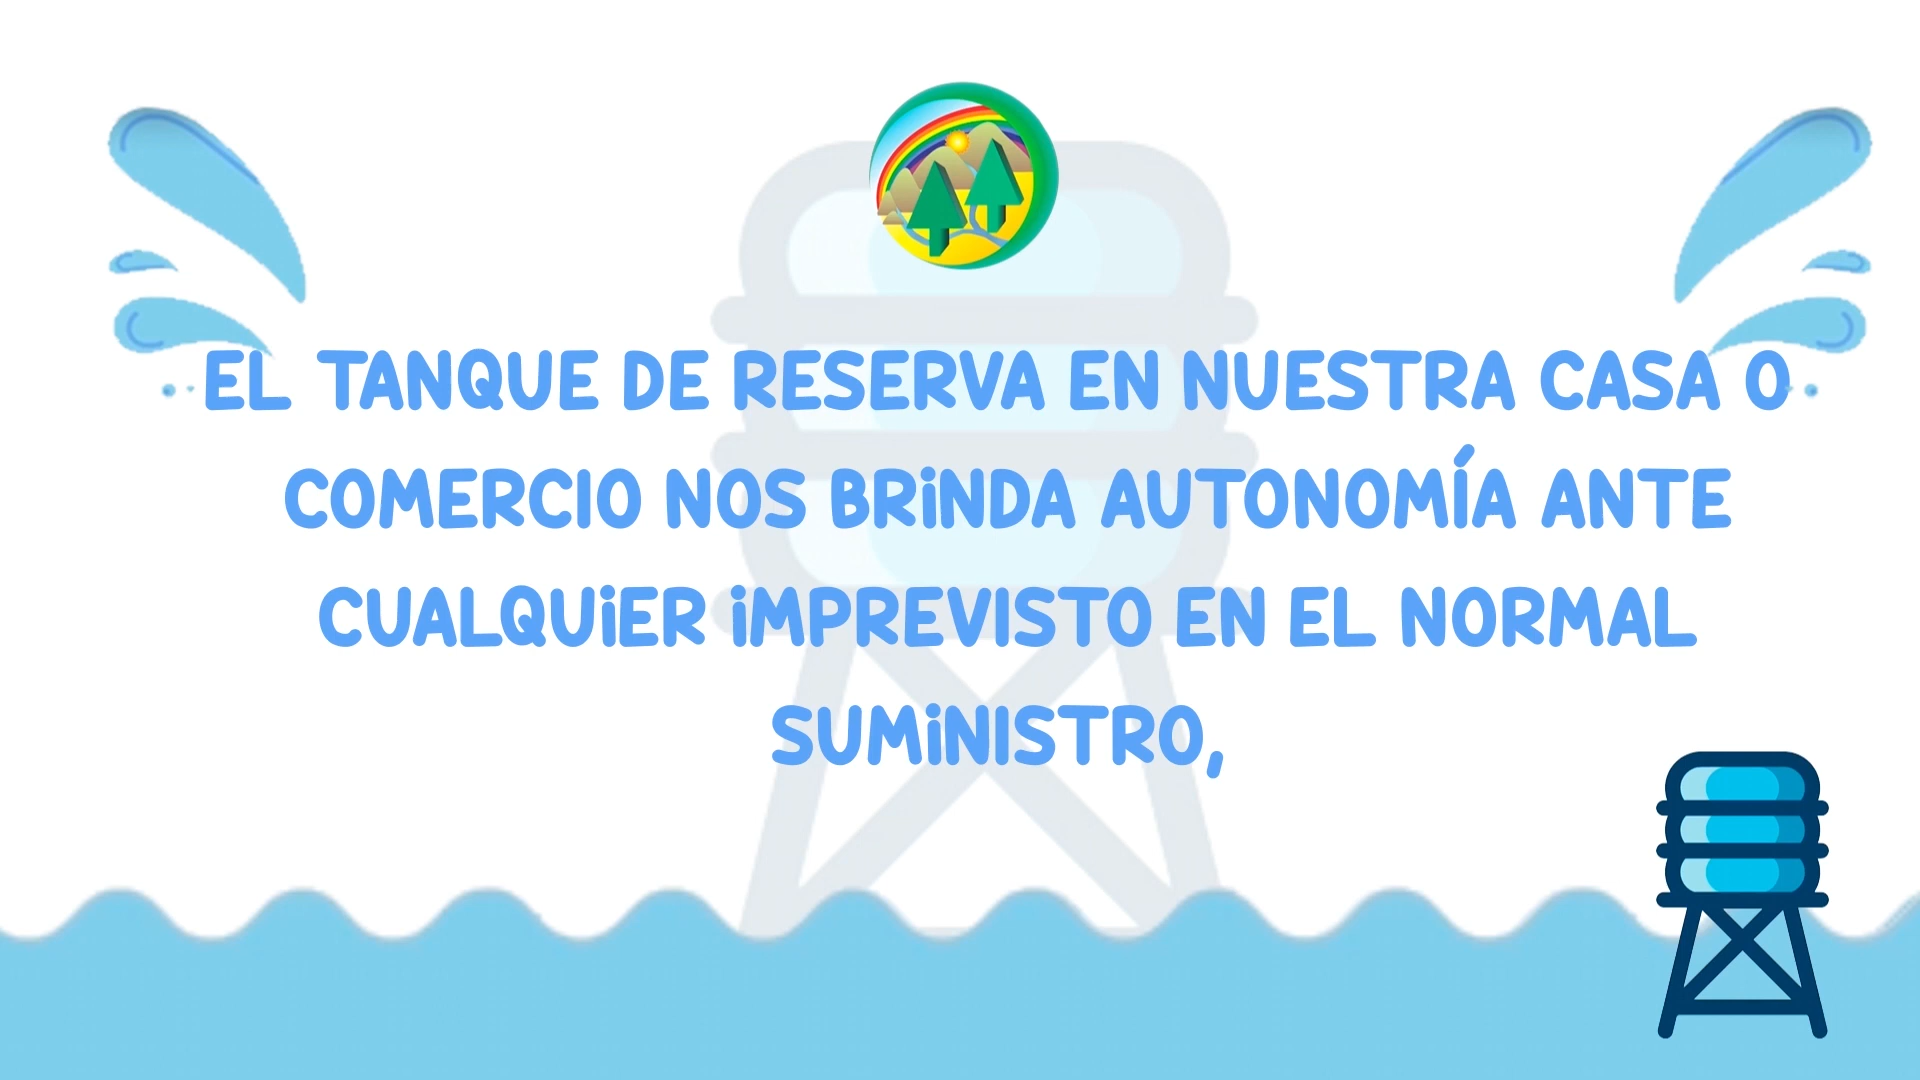 EL TANQUE DE RESERVA EN NUESTRA CASA O
COMERCIO NOS BRiNDA AUTONOMÍA ANTE
CUALQUiER iMPREVISTO EN EL NORMAL
SUMiNISTRO,